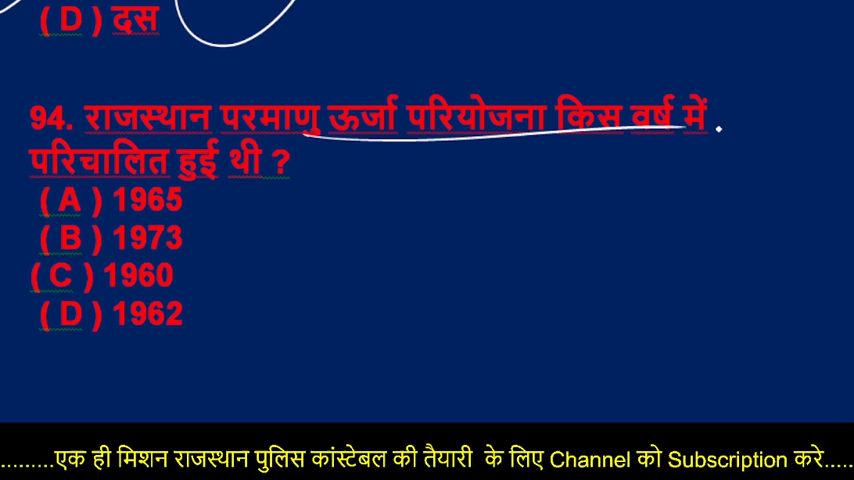 ( D ) दस
94. राजस्थान परमाणु ऊर्जा परियोजना किस वर्ष में .
परिचालित हुई थी ?
( A ) 1965
( B ) 1973
( C ) 1960
( D ) 1962
.........एक ही मिशन राजस्थान पुलिस कांस्टेबल की तैयारी के लिए Channel को Subscription करे.....